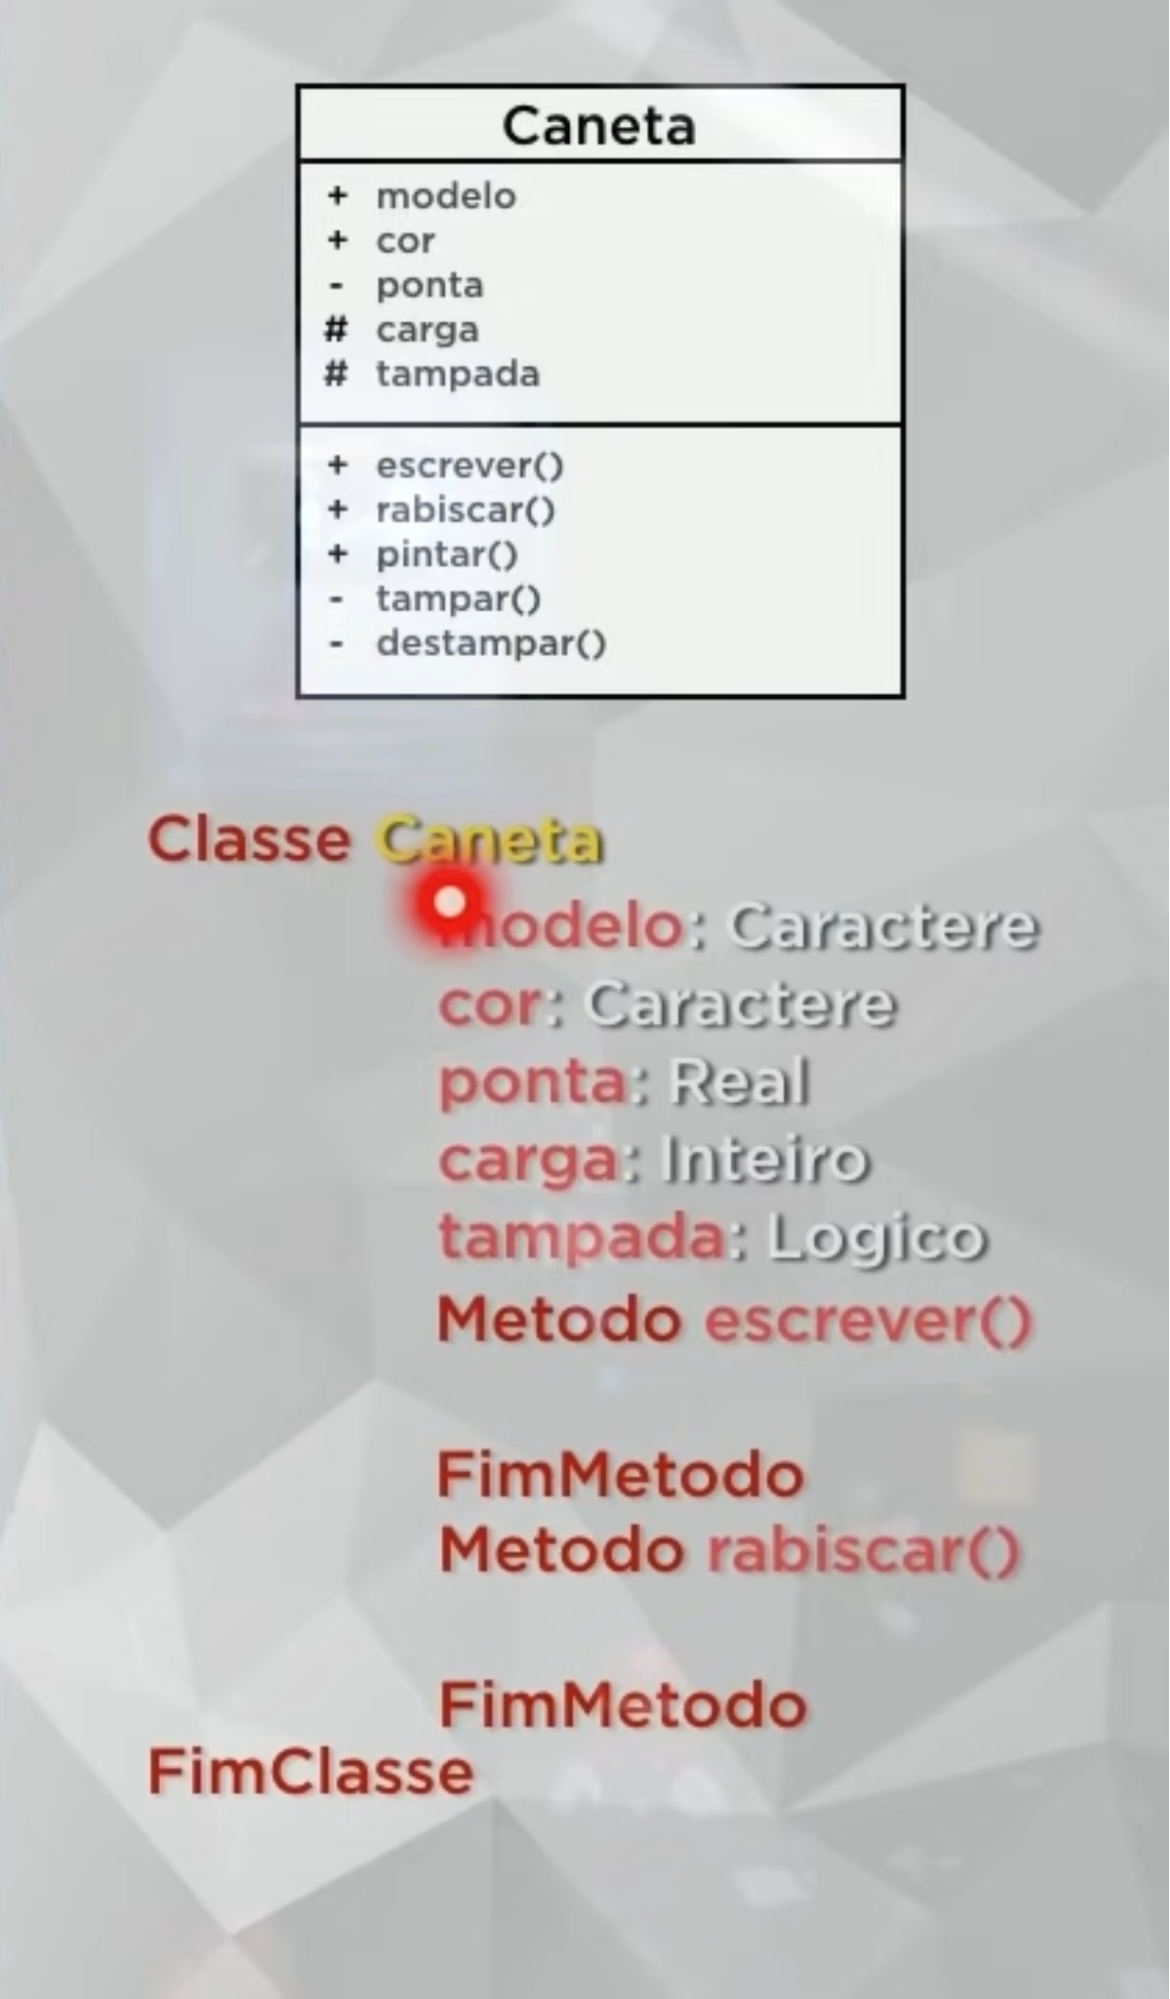 Caneta
+ modelo
+ cor
- ponta
# carga
# tampada
+ escrever()
+ rabiscar()
+ pintar()
- tampar()
- destampar()
Classe Caneta
modelo: Caractere
cor: Caractere
ponta: Real
carga: Inteiro
tampada: Logico
Metodo escrever()
FimMetodo
Metodo rabiscar()
FimMetodo
FimClasse